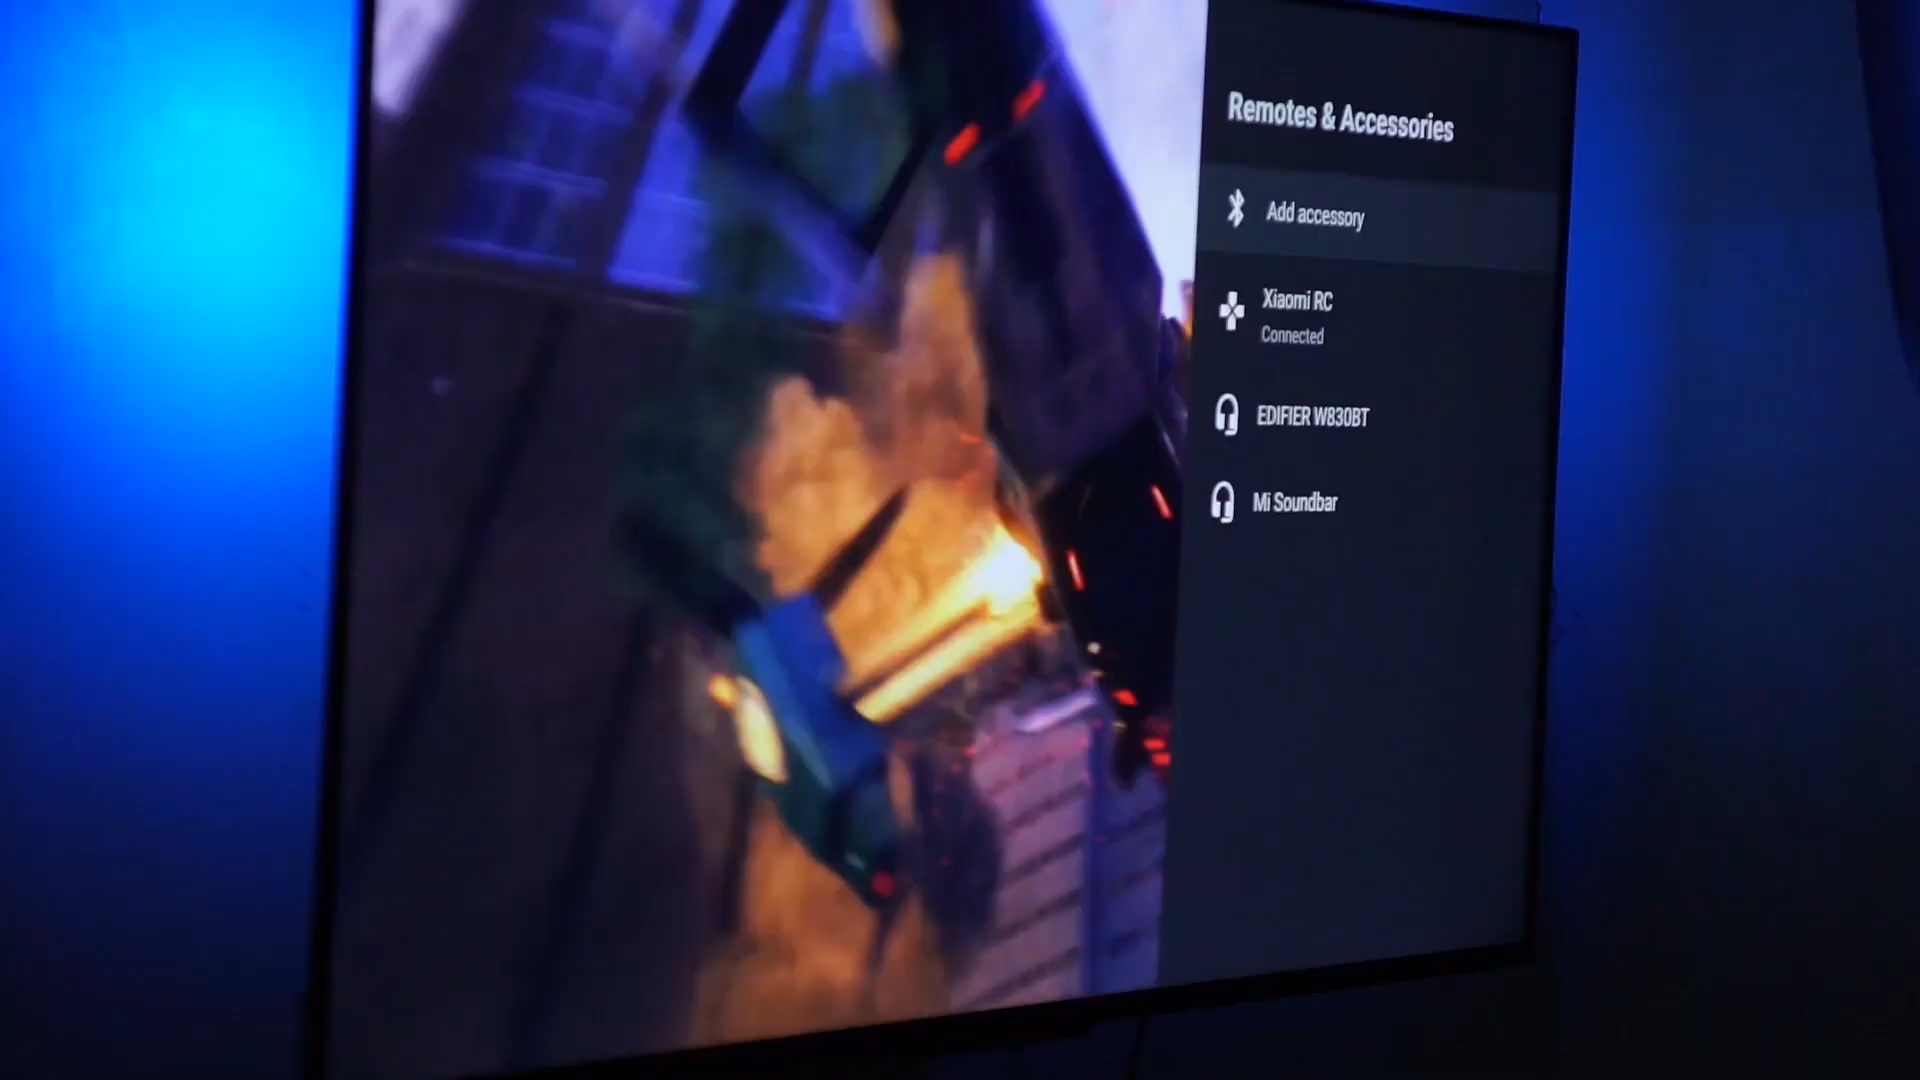 Remotes & Accessories
Add accessory
Xiaomi RC
Connected
EDIFIER W830BT
Mi Soundbar